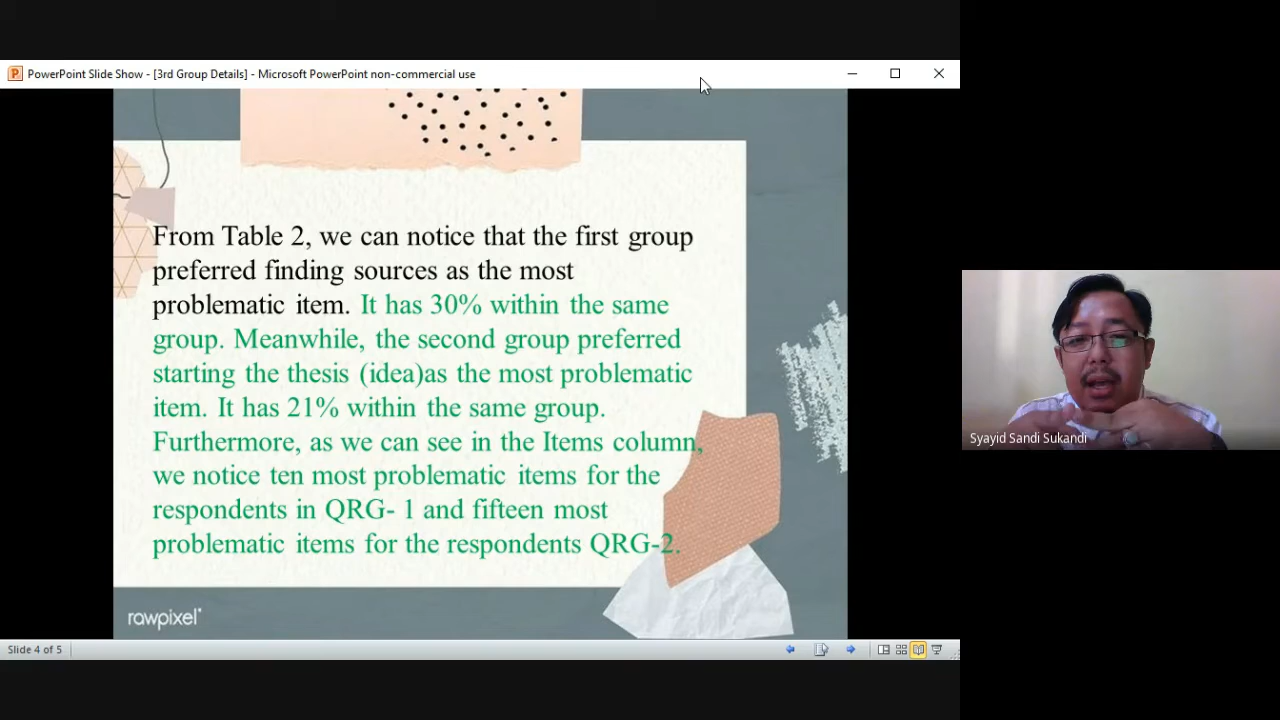 PowerPoint Slide Show - [3rd Group Details] - Microsoft PowerPoint non-commercial use
From Table 2, we can notice that the first group
preferred finding sources as the most
problematic item. It has 30% within the same
group. Meanwhile, the second group preferred
starting the thesis (idea)as the most problematic
item. It has 21% within the same group.
Furthermore, as we can see in the Items column,
we notice ten most problematic items for the
respondents in QRG- 1 and fifteen most
problematic items for the respondents QRG-2.
rawpixel
Slide 4 of 5
Syayid Sandi Sukandi